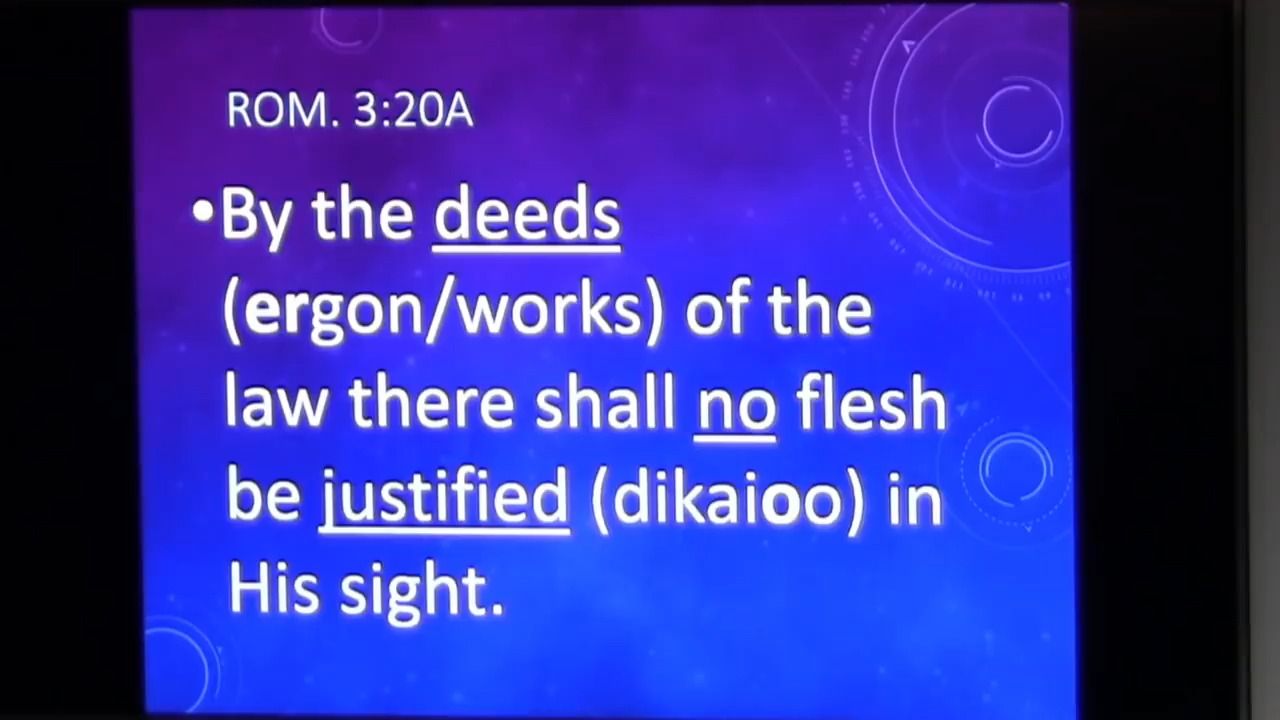 ROM. 3:20A
•By the deeds
(ergon/works) of the
law there shall no flesh
be justified (dikaioo) in
His sight.